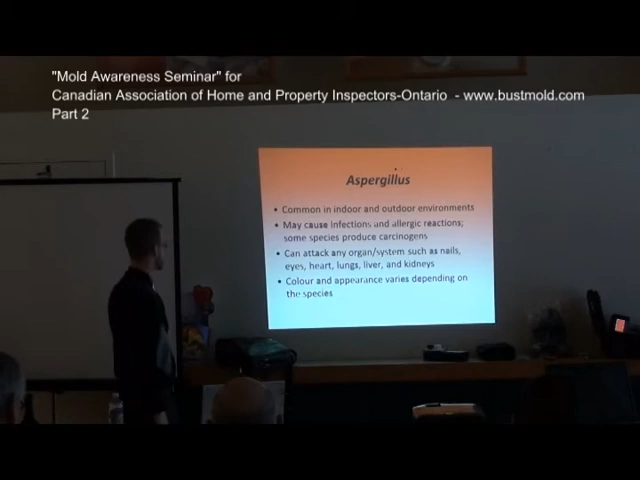 "Mold Awareness Seminar" for
Canadian Association of Home and Property Inspectors-Ontario - www.bustmold.com
Part 2
Aspergillus
• Common in indoor and outdoor environments
• May cause infections and allergic reactions;
some species produce carcinogens
• Can attack any organ/system such as nails,
eyes, heart, lungs, liver, and kidneys
• Colour and appearance varies depending on
the species